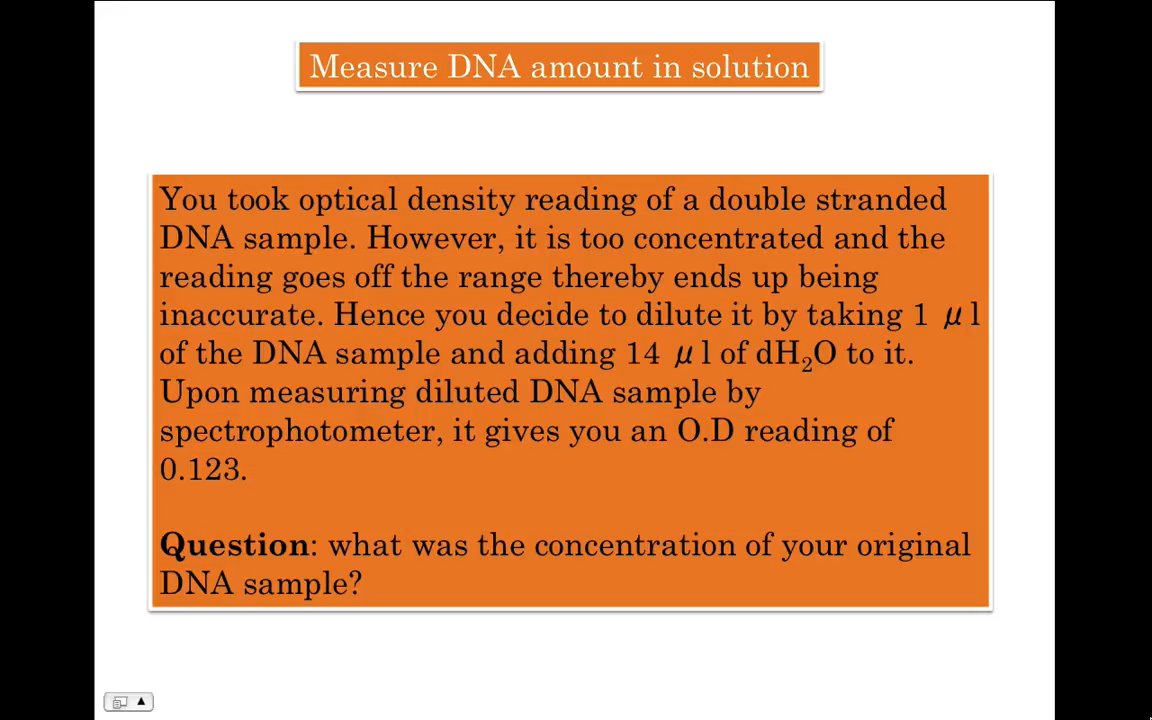 Measure DNA amount in solution
You took optical density reading of a double stranded
DNA sample. However, it is too concentrated and the
reading goes off the range thereby ends up being
inaccurate. Hence you decide to dilute it by taking 1 μl
of the DNA sample and adding 14 μl of dH₂O to it.
Upon measuring diluted DNA sample by
spectrophotometer, it gives you an O.D reading of
0.123.
Question: what was the concentration of your original
DNA sample?